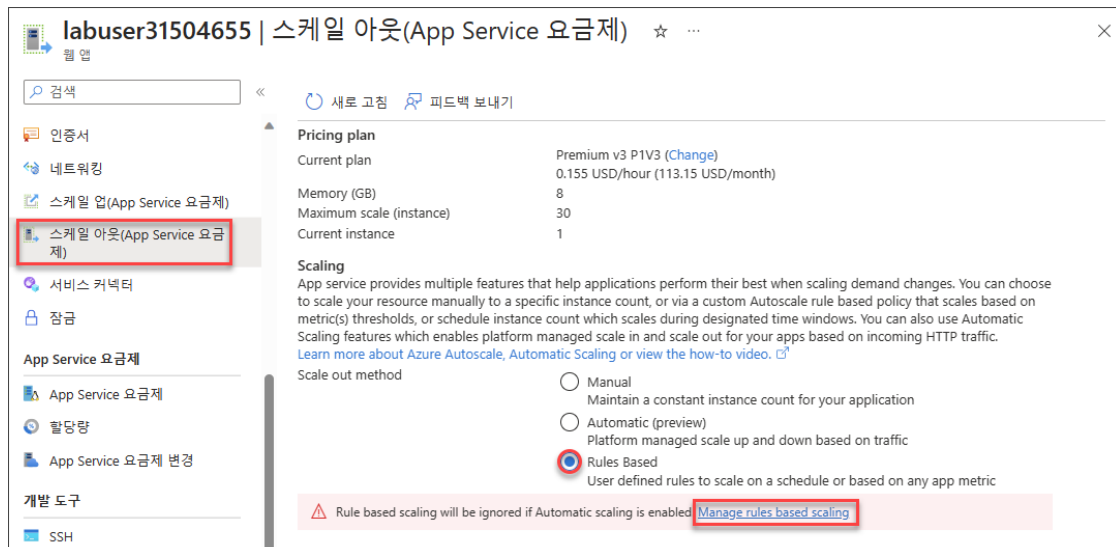 labuser31504655 | 스케일 아웃(App Service 요금제) ☆ ···
웹 앱
검색
새로 고침 피드백 보내기
인증서
네트워킹
스케일 업(App Service 요금제)
스케일 아웃(App Service 요금
제)
서비스 커넥터
잠금
App Service 요금제
App Service 요금제
할당량
App Service 요금제 변경
개발 도구
SSH
Pricing plan
Current plan Premium v3 P1V3 (Change)
0.155 USD/hour (113.15 USD/month)
Memory (GB) 8
Maximum scale (instance) 30
Current instance 1
Scaling
App service provides multiple features that help applications perform their best when scaling demand changes. You can choose
to scale your resource manually to a specific instance count, or via a custom Autoscale rule based policy that scales based on
metric(s) thresholds, or schedule instance count which scales during designated time windows. You can also use Automatic
Scaling features which enables platform managed scale in and scale out for your apps based on incoming HTTP traffic.
Learn more about Azure Autoscale, Automatic Scaling or view the how-to video.
Scale out method
Manual
Maintain a constant instance count for your application
Automatic (preview)
Platform managed scale up and down based on traffic
Rules Based
User defined rules to scale on a schedule or based on any app metric
Rule based scaling will be ignored if Automatic scaling is enabled Manage rules based scaling